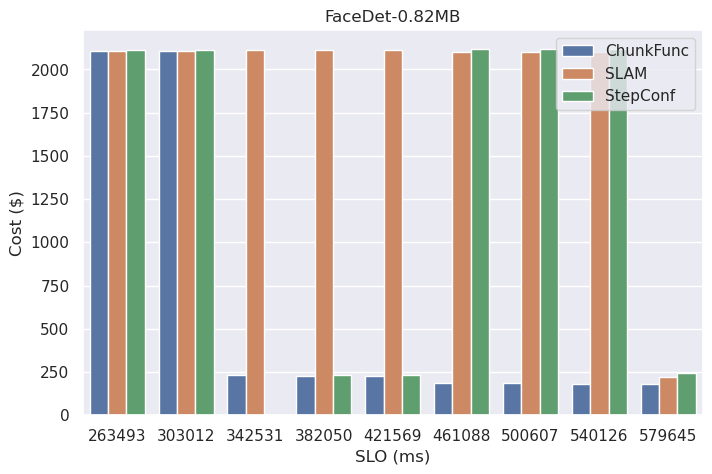 FaceDet-0.82MB
ChunkFunc
SLAM
StepConf
Cost ($)
2000
1750
1500
1250
1000
750
500
250
0
263493 303012 342531 382050 421569 461088 500607 540126 579645
SLO (ms)